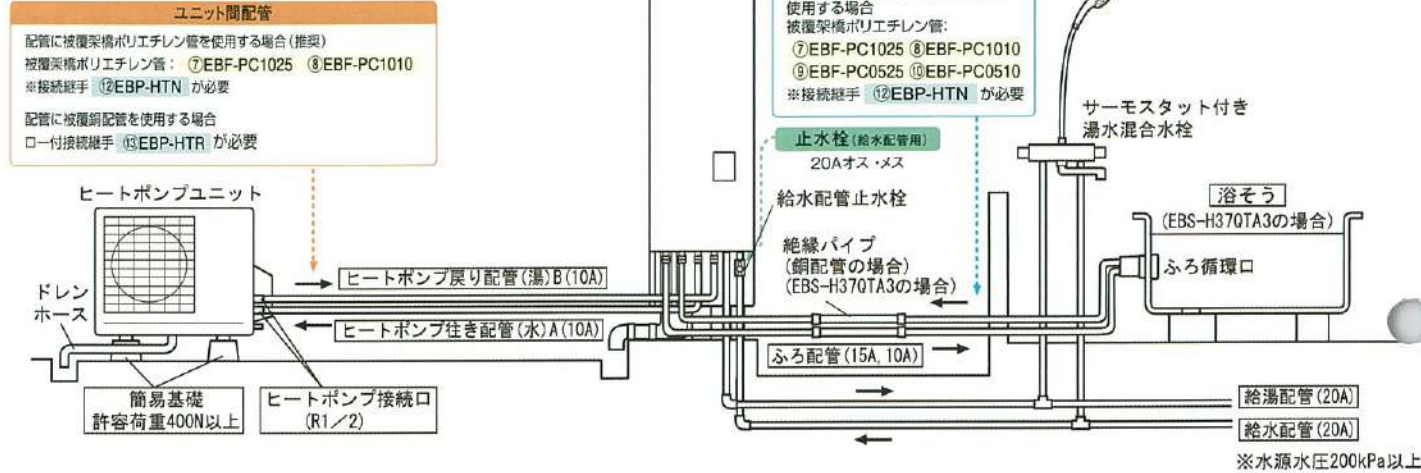 ユニット間配管
配管に被覆架橋ポリエチレン管を使用する場合(推奨)
被覆架橋ポリエチレン管: ⑦EBF-PC1025 ⑧EBF-PC1010
※接続継手 ⑫EBP-HTN が必要
配管に被覆銅配管を使用する場合
ロー付接続継手 ⑬EBP-HTR が必要
使用する場合
被覆架橋ポリエチレン管:
⑦EBF-PC1025 ⑧EBF-PC1010
⑨EBF-PC0525 ⑩EBF-PC0510
※接続継手 ⑫EBP-HTN が必要
止水栓(給水配管用)
20Aオス・メス
給水配管止水栓
サーモスタット付き
湯水混合水栓
浴そう
(EBS-H37QTA3の場合)
ふろ循環口
絶縁パイプ
(銅配管の場合)
(EBS-H37QTA3の場合)
ヒートポンプユニット
ドレン
ホース
ヒートポンプ戻り配管(湯)B(10A)
ヒートポンプ往き配管(水)A(10A)
ふろ配管(15A,10A)
簡易基礎
許容荷重400N以上
ヒートポンプ接続口
(R1/2)
給湯配管(20A)
給水配管(20A)
※水源水圧200kPa以上